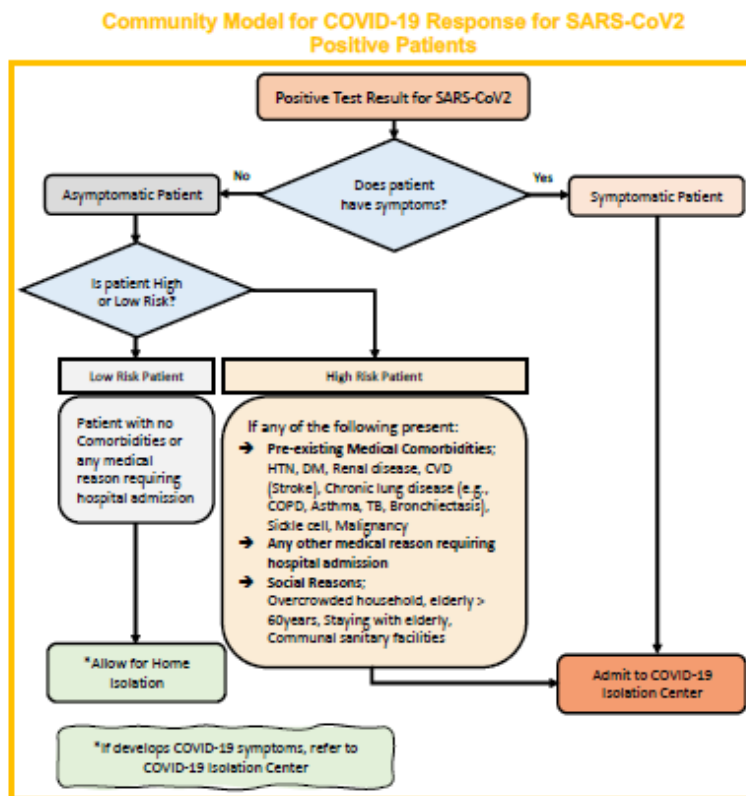 Community Model for COVID-19 Response for SARS-CoV2
Positive Patients
Positive Test Result for SARS-CoV2
Does patient
have symptoms?
No
Yes
Asymptomatic Patient
Symptomatic Patient
Is patient High
or Low Risk?
Low Risk Patient
High Risk Patient
Patient with no
Comorbidities or
any medical
reason requiring
hospital admission
If any of the following present:
➔ Pre-existing Medical Comorbidities;
HTN, DM, Renal disease, CVD
(Stroke), Chronic lung disease (e.g.,
COPD, Asthma, TB, Bronchiectasis),
Sickle cell, Malignancy
➔ Any other medical reason requiring
hospital admission
➔ Social Reasons;
Overcrowded household, elderly >
60years, Staying with elderly,
Communal sanitary facilities
*Allow for Home
Isolation
Admit to COVID-19
Isolation Center
*If develops COVID-19 symptoms, refer to
COVID-19 Isolation Center